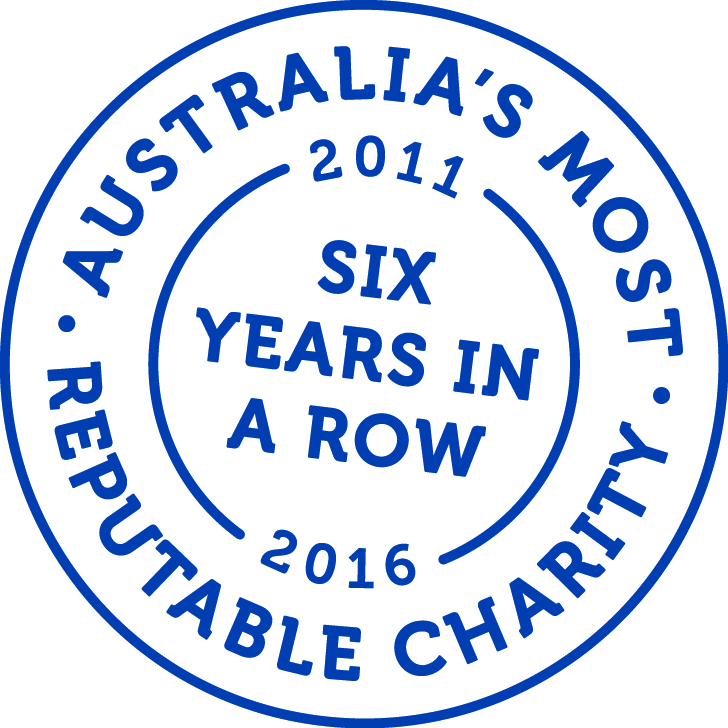 AUSTRALIA'S MOST
REPUTABLE CHARITY
2011
SIX
YEARS IN
A ROW
2016